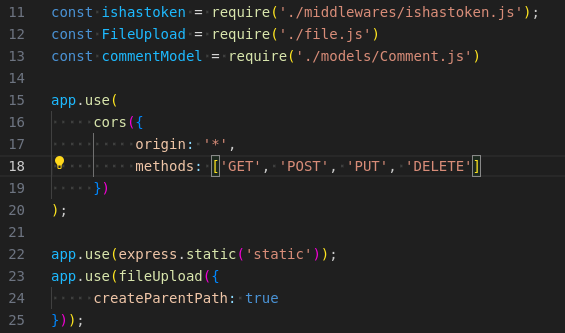 11 const ishastoken = require('./middlewares/ishastoken.js');
12 const FileUpload = require('./file.js')
13 const commentModel = require('./models/Comment.js')
14
15 app.use(
16     cors({
17         origin: '*',
18         methods: ['GET', 'POST', 'PUT', 'DELETE']
19     })
20 );
21
22 app.use(express.static('static'));
23 app.use(fileUpload({
24     createParentPath: true
25 }));